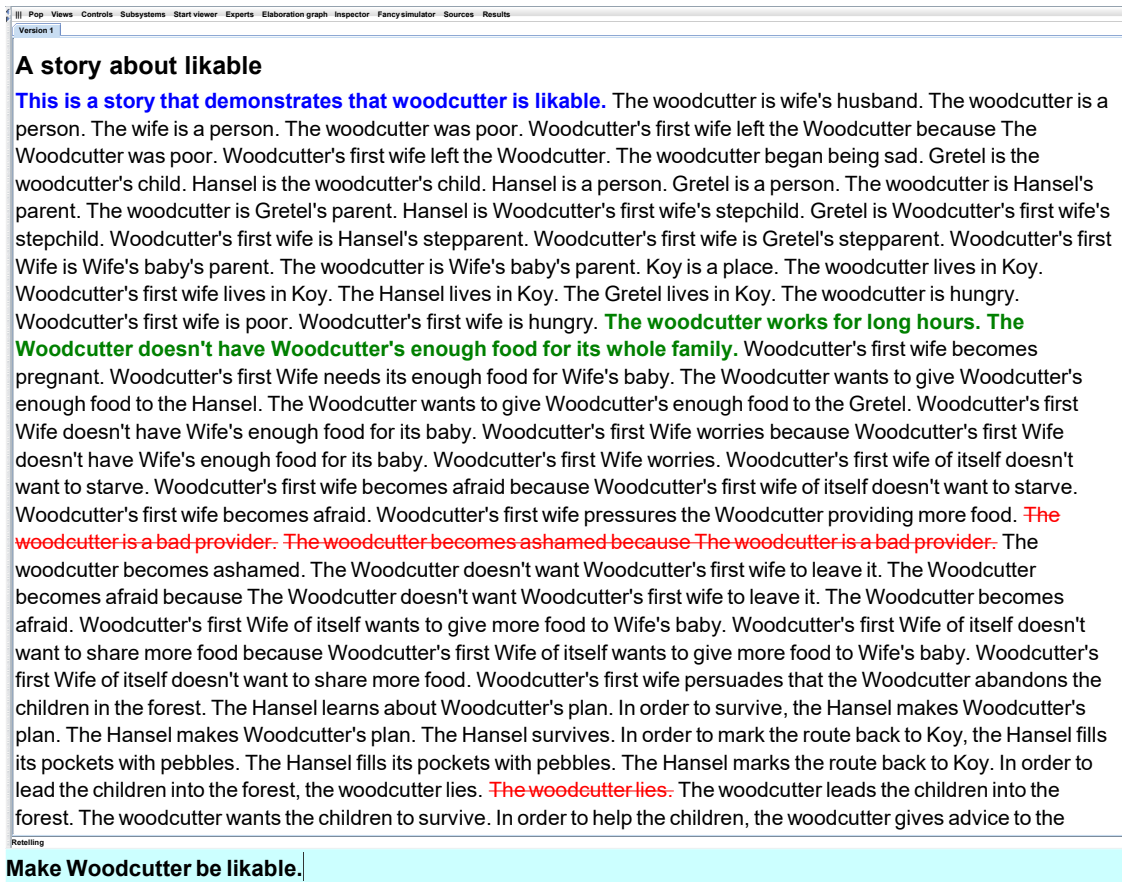 ||| Pop Views Controls Subsystems Start viewer Experts Elaboration graph Inspector Fancy simulator Sources Results
Version 1
A story about likable
This is a story that demonstrates that woodcutter is likable. The woodcutter is wife's husband. The woodcutter is a
person. The wife is a person. The woodcutter was poor. Woodcutter's first wife left the Woodcutter because The
Woodcutter was poor. Woodcutter's first wife left the Woodcutter. The woodcutter began being sad. Gretel is the
woodcutter's child. Hansel is the woodcutter's child. Hansel is a person. Gretel is a person. The woodcutter is Hansel's
parent. The woodcutter is Gretel's parent. Hansel is Woodcutter's first wife's stepchild. Gretel is Woodcutter's first wife's
stepchild. Woodcutter's first wife is Hansel's stepparent. Woodcutter's first wife is Gretel's stepparent. Woodcutter's first
Wife is Wife's baby's parent. The woodcutter is Wife's baby's parent. Koy is a place. The woodcutter lives in Koy.
Woodcutter's first wife lives in Koy. The Hansel lives in Koy. The Gretel lives in Koy. The woodcutter is hungry.
Woodcutter's first wife is poor. Woodcutter's first wife is hungry. The woodcutter works for long hours. The
Woodcutter doesn't have Woodcutter's enough food for its whole family. Woodcutter's first wife becomes
pregnant. Woodcutter's first Wife needs its enough food for Wife's baby. The Woodcutter wants to give Woodcutter's
enough food to the Hansel. The Woodcutter wants to give Woodcutter's enough food to the Gretel. Woodcutter's first
Wife doesn't have Wife's enough food for its baby. Woodcutter's first Wife worries because Woodcutter's first Wife
doesn't have Wife's enough food for its baby. Woodcutter's first Wife worries. Woodcutter's first wife of itself doesn't
want to starve. Woodcutter's first wife becomes afraid because Woodcutter's first wife of itself doesn't want to starve.
Woodcutter's first wife becomes afraid. Woodcutter's first wife pressures the Woodcutter providing more food. The
woodcutter is a bad provider. The woodcutter becomes ashamed because The woodcutter is a bad provider. The
woodcutter becomes ashamed. The Woodcutter doesn't want Woodcutter's first wife to leave it. The Woodcutter
becomes afraid because The Woodcutter doesn't want Woodcutter's first wife to leave it. The Woodcutter becomes
afraid. Woodcutter's first Wife of itself wants to give more food to Wife's baby. Woodcutter's first Wife of itself doesn't
want to share more food because Woodcutter's first Wife of itself wants to give more food to Wife's baby. Woodcutter's
first Wife of itself doesn't want to share more food. Woodcutter's first wife persuades that the Woodcutter abandons the
children in the forest. The Hansel learns about Woodcutter's plan. In order to survive, the Hansel makes Woodcutter's
plan. The Hansel makes Woodcutter's plan. The Hansel survives. In order to mark the route back to Koy, the Hansel fills
its pockets with pebbles. The Hansel fills its pockets with pebbles. The Hansel marks the route back to Koy. In order to
lead the children into the forest, the woodcutter lies. The woodcutter lies. The woodcutter leads the children into the
forest. The woodcutter wants the children to survive. In order to help the children, the woodcutter gives advice to the
Retelling
Make Woodcutter be likable.